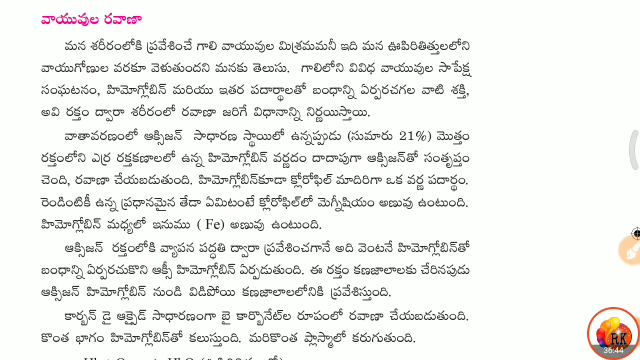 వాయువుల రవాణా
మన శరీరంలోకి ప్రవేశించే గాలి వాయువుల మిశ్రమమనీ ఇది మన ఊపిరితిత్తులలోని
వాయుగోణుల వరకూ వెళుతుందని మనకు తెలుసు. గాలిలోని వివిధ వాయువుల సాపేక్ష
సంఘటనం, హిమోగ్లోబిన్ మరియు ఇతర పదార్థాలతో బంధాన్ని ఏర్పరచగల వాటి శక్తి,
అవి రక్తం ద్వారా శరీరంలో రవాణా జరిగే విధానాన్ని నిర్ణయిస్తాయి.
వాతావరణంలో ఆక్సిజన్ సాధారణ స్థాయిలో ఉన్నప్పుడు (సుమారు 21%) మొత్తం
రక్తంలోని ఎర్ర రక్తకణాలలో ఉన్న హిమోగ్లోబిన్ వర్ణదం దాదాపుగా ఆక్సిజన్‌తో సంతృప్తం
చెంది, రవాణా చేయబడుతుంది. హిమోగ్లోబిన్‌కూడా క్లోరోఫిల్ మాదిరిగా ఒక వర్ణ పదార్థం.
రెండింటికీ ఉన్న ప్రధానమైన తేడా ఏమిటంటే క్లోరోఫిల్‌లో మెగ్నీషియం అణువు ఉంటుంది.
హిమోగ్లోబిన్ మధ్యలో ఇనుము ( Fe) అణువు ఉంటుంది.
ఆక్సిజన్ రక్తంలోకి వ్యాపన పద్ధతి ద్వారా ప్రవేశించగానే అది వెంటనే హిమోగ్లోబిన్‌తో
బంధాన్ని ఏర్పరచుకొని ఆక్సీ హిమోగ్లోబిన్ ఏర్పడుతుంది. ఈ రక్తం కణజాలాలకు చేరినపుడు
ఆక్సిజన్ హిమోగ్లోబిన్ నుండి విడిపోయి కణజాలాలలోనికి ప్రవేశిస్తుంది.
కార్బన్ డై ఆక్సైడ్ సాధారణంగా బై కార్బొనేట్‌ల రూపంలో రవాణా చేయబడుతుంది.
కొంత భాగం హిమోగ్లోబిన్‌తో కలుస్తుంది. మరికొంత ప్లాస్మాలో కరుగుతుంది.
RK
36:44